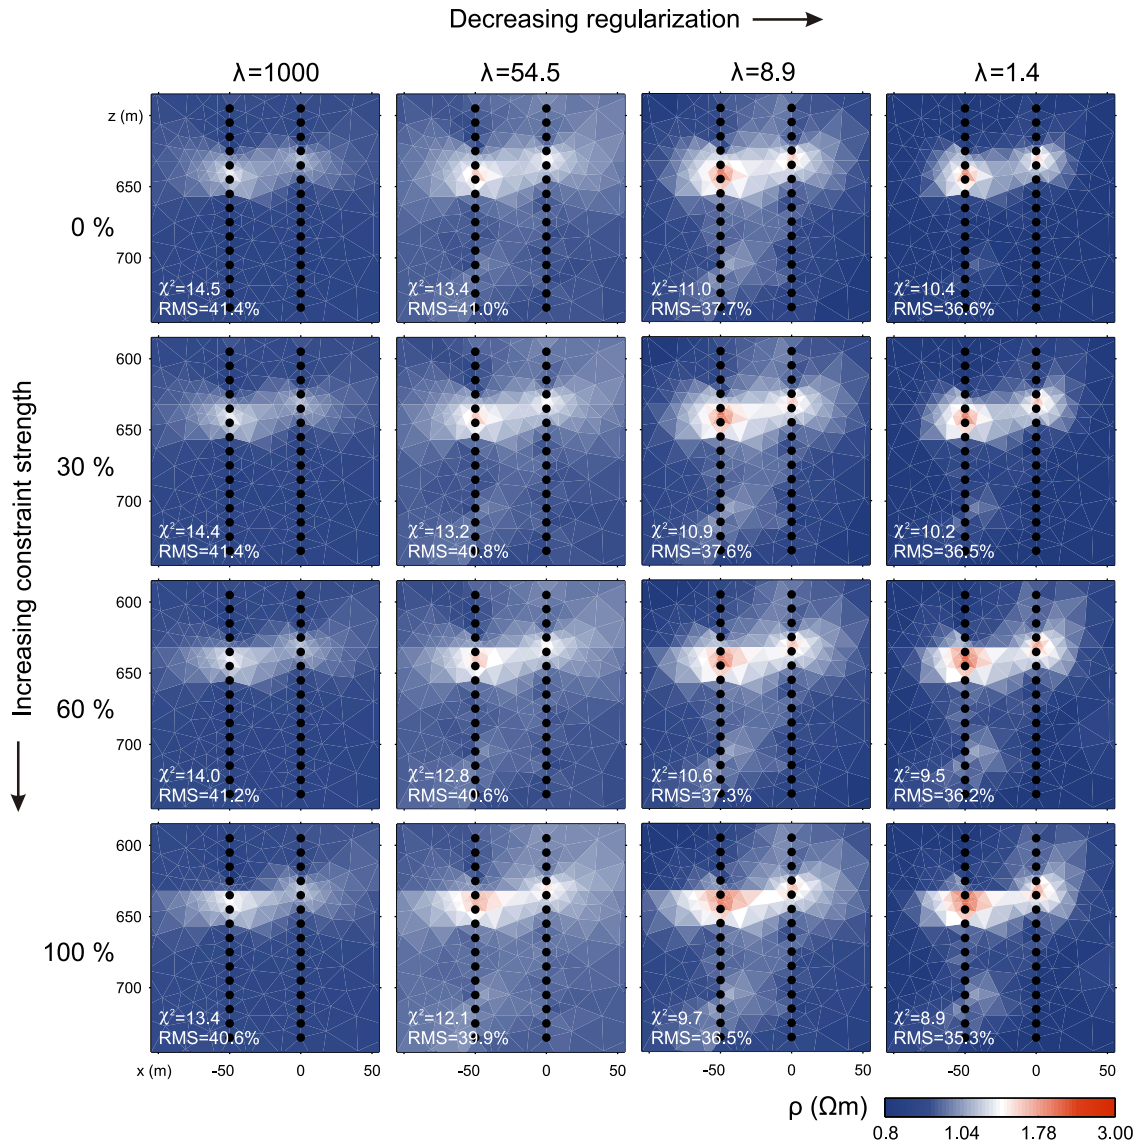 Decreasing regularization
λ=1000 λ=54.5 λ=8.9 λ=1.4
Increasing constraint strength
0 %
z (m)
650
700
χ²=14.5
RMS=41.4%
χ²=13.4
RMS=41.0%
χ²=11.0
RMS=37.7%
χ²=10.4
RMS=36.6%
30 %
600
650
700
χ²=14.4
RMS=41.4%
χ²=13.2
RMS=40.8%
χ²=10.9
RMS=37.6%
χ²=10.2
RMS=36.5%
60 %
600
650
700
χ²=14.0
RMS=41.2%
χ²=12.8
RMS=40.6%
χ²=10.6
RMS=37.3%
χ²=9.5
RMS=36.2%
100 %
600
650
700
χ²=13.4
RMS=40.6%
χ²=12.1
RMS=39.9%
χ²=9.7
RMS=36.5%
χ²=8.9
RMS=35.3%
x (m) -50 0 50 -50 0 50 -50 0 50 -50 0 50
ρ (Ωm)
0.8 1.04 1.78 3.00